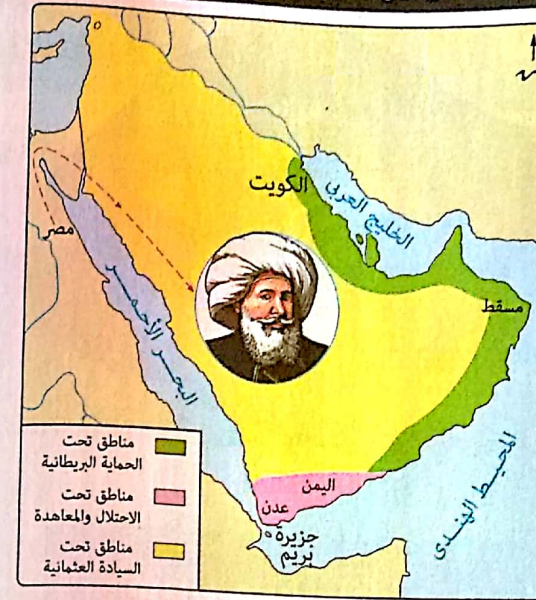 الكويت
الخليج العربي
مصر
البحر الأحمر
مسقط
المحيط الهندى
اليمن
عدن
جزيرة
بريم
مناطق تحت
الحماية البريطانية
مناطق تحت
الاحتلال والمعاهدة
مناطق تحت
السيادة العثمانية